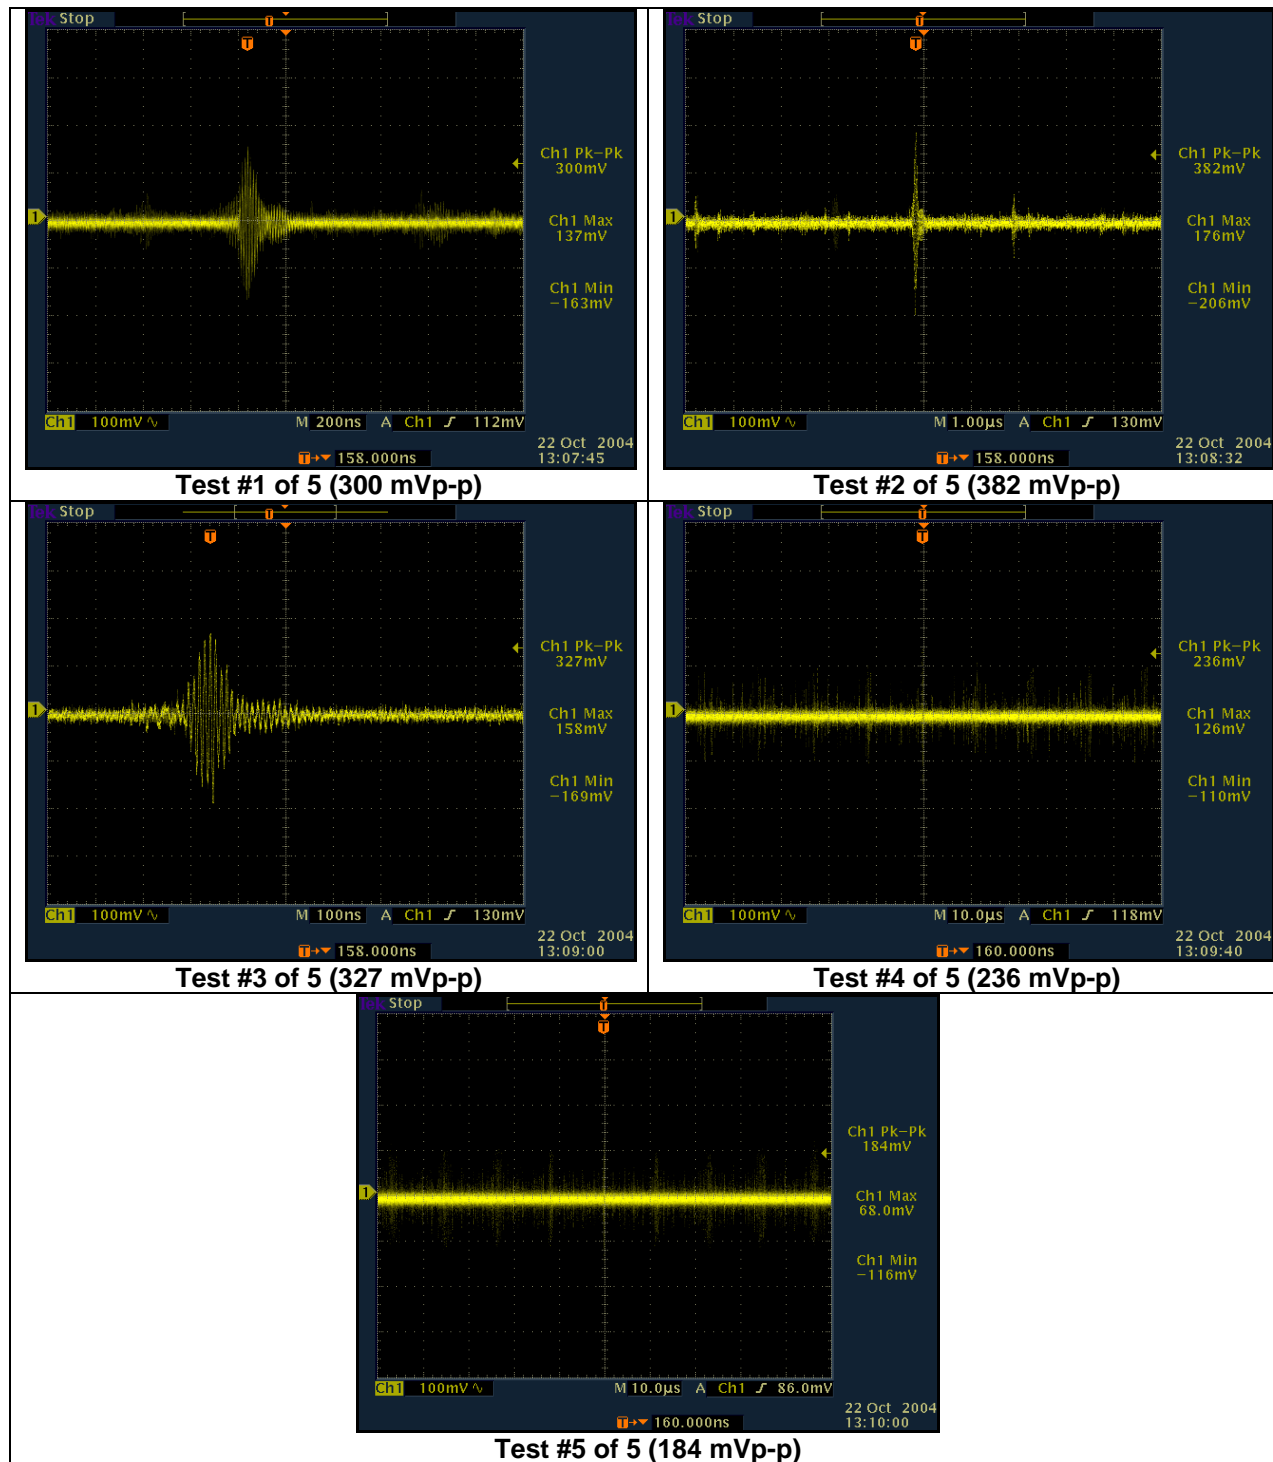 Tek Stop
T
T
1
Ch1 Pk-Pk
300mV
Ch1 Max
137mV
Ch1 Min
-163mV
Ch1 100mV M 200ns A Ch1 112mV
22 Oct 2004
13:07:45
T 158.000ns
Test #1 of 5 (300 mVp-p)
Tek Stop
T
T
1
Ch1 Pk-Pk
382mV
Ch1 Max
176mV
Ch1 Min
-206mV
Ch1 100mV M 1.00µs A Ch1 130mV
22 Oct 2004
13:08:32
T 158.000ns
Test #2 of 5 (382 mVp-p)
Tek Stop
T
T
1
Ch1 Pk-Pk
327mV
Ch1 Max
158mV
Ch1 Min
-169mV
Ch1 100mV M 100ns A Ch1 130mV
22 Oct 2004
13:09:00
T 158.000ns
Test #3 of 5 (327 mVp-p)
Tek Stop
T
T
1
Ch1 Pk-Pk
236mV
Ch1 Max
126mV
Ch1 Min
-110mV
Ch1 100mV M 10.0µs A Ch1 118mV
22 Oct 2004
13:09:40
T 160.000ns
Test #4 of 5 (236 mVp-p)
Tek Stop
T
T
1
Ch1 Pk-Pk
184mV
Ch1 Max
68.0mV
Ch1 Min
-116mV
Ch1 100mV M 10.0µs A Ch1 86.0mV
22 Oct 2004
13:10:00
T 160.000ns
Test #5 of 5 (184 mVp-p)